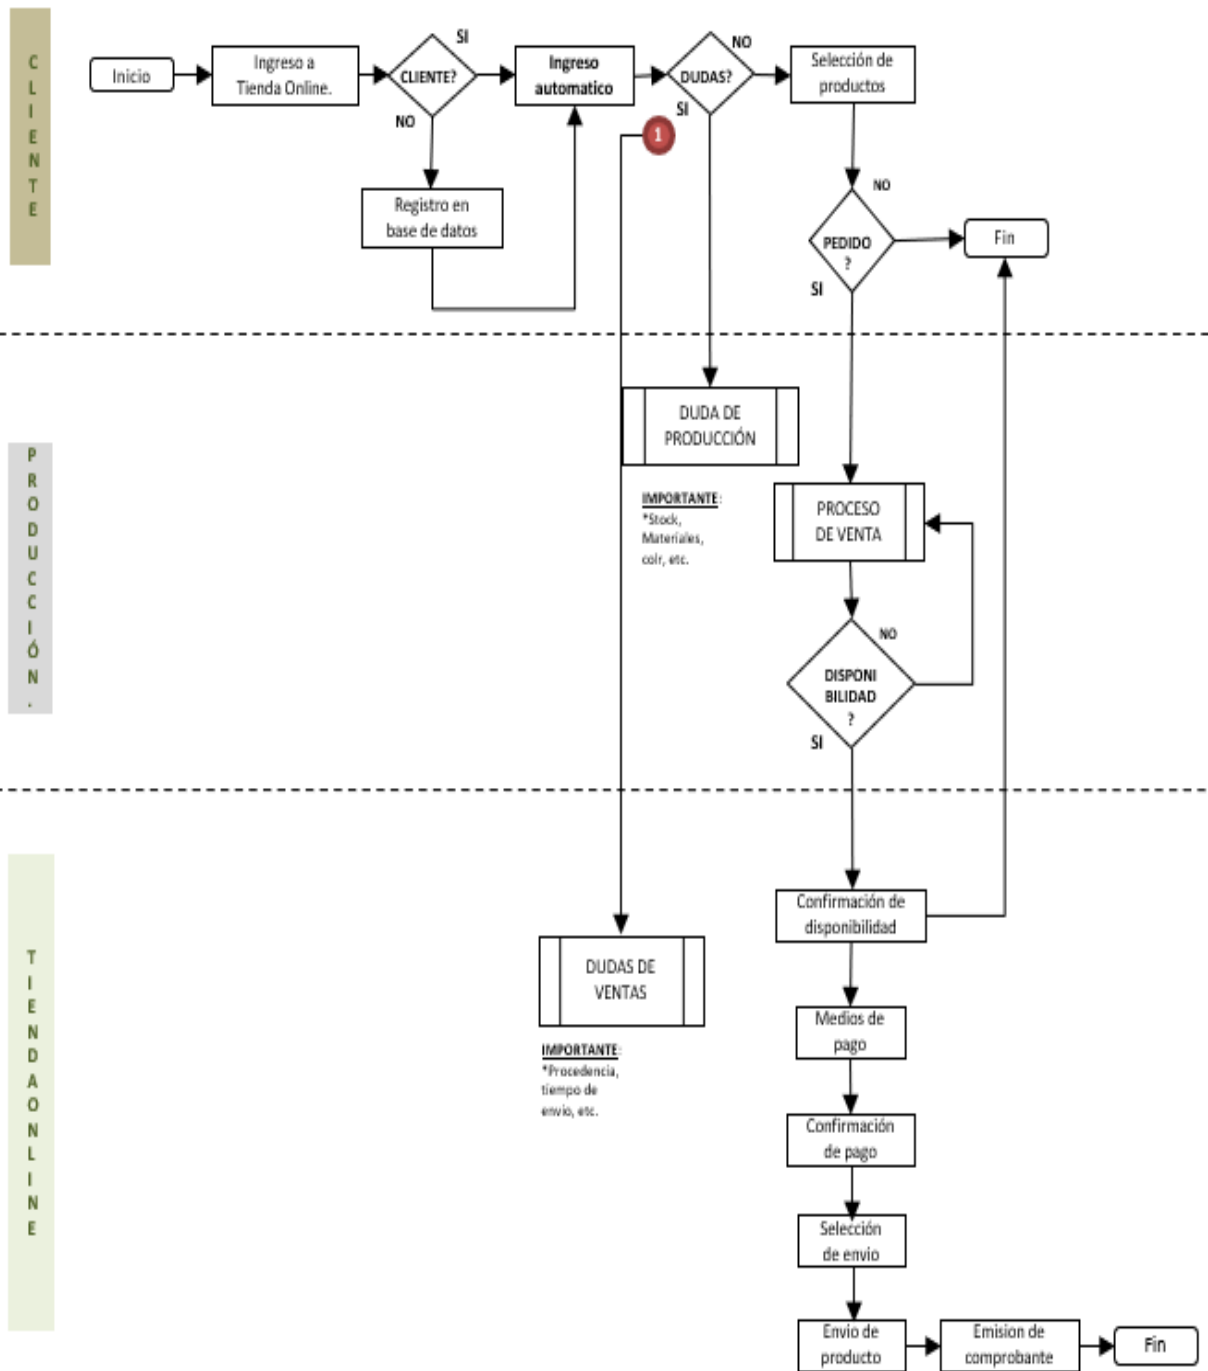 CLIENTE
Inicio
Ingreso a
Tienda Online.
CLIENTE?
SI
NO
Registro en
base de datos
Ingreso
automatico
DUDAS?
NO
SI
1
Selección de
productos
PEDIDO
?
NO
SI
Fin
PRODUCCIÓN.
DUDA DE
PRODUCCIÓN
IMPORTANTE:
*Stock,
Materiales,
colr, etc.
PROCESO
DE VENTA
DISPONI
BILIDAD
?
NO
SI
TIENDAONLINE
DUDAS DE
VENTAS
IMPORTANTE:
*Procedencia,
tiempo de
envio, etc.
Confirmación de
disponibilidad
Medios de
pago
Confirmación
de pago
Selección
de envio
Envio de
producto
Emision de
comprobante
Fin